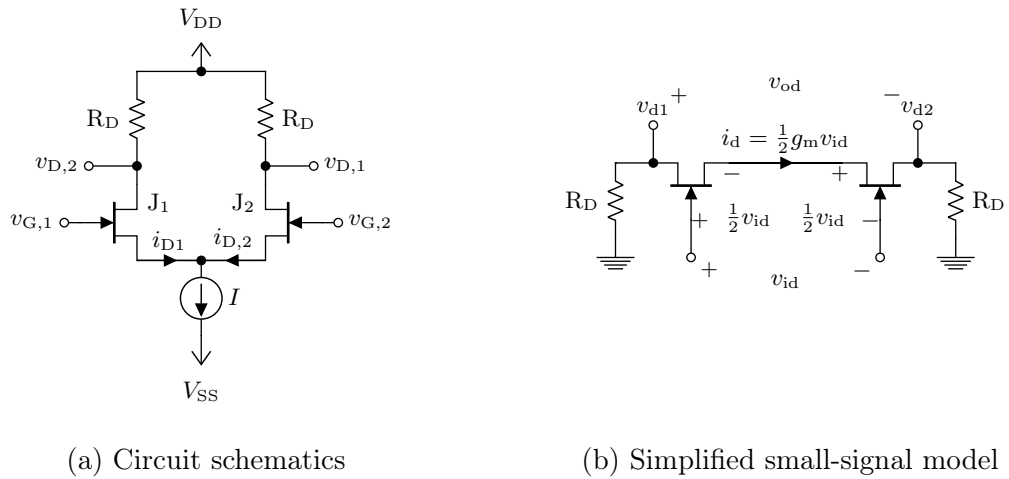 V_DD
R_D R_D
v_D,2 v_D,1
J_1 J_2
v_G,1 v_G,2
i_D1 i_D,2
I
V_SS
(a) Circuit schematics
v_od
+ −
v_d1 v_d2
i_d = 1/2 g_m v_id
− +
R_D R_D
+ 1/2 v_id 1/2 v_id −
+ −
v_id
(b) Simplified small-signal model